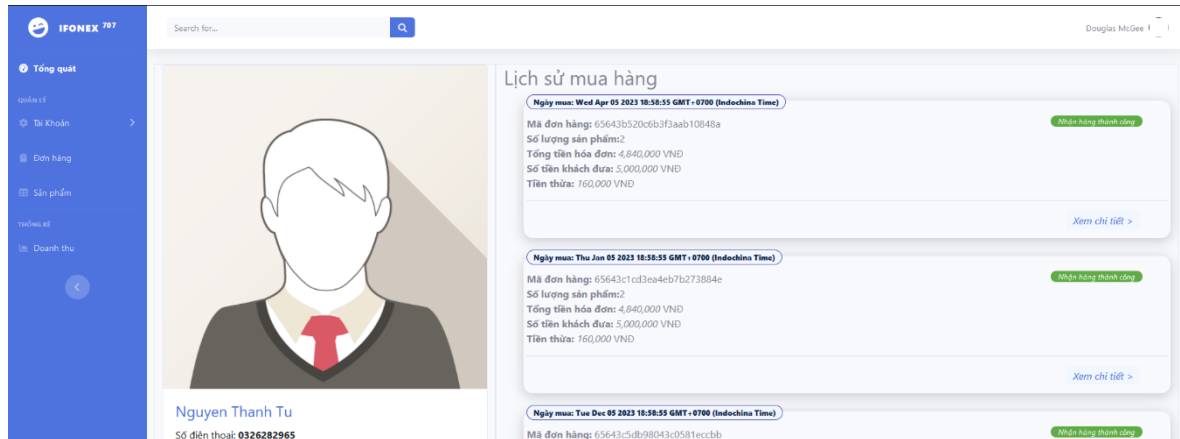 IFONEX 707
Search for...
Douglas McGee
Tổng quát
QUẢN LÝ
Tài Khoản
Đơn hàng
Sản phẩm
THỐNG KÊ
Doanh thu
Nguyen Thanh Tu
Số điện thoại: 0326282965
Lịch sử mua hàng
Ngày mua: Wed Apr 05 2023 18:58:55 GMT+0700 (Indochina Time)
Mã đơn hàng: 65643b520c6b3f3aab10848a
Nhận hàng thành công
Số lượng sản phẩm:2
Tổng tiền hóa đơn: 4,840,000 VNĐ
Số tiền khách đưa: 5,000,000 VNĐ
Tiền thừa: 160,000 VNĐ
Xem chi tiết >
Ngày mua: Thu Jan 05 2023 18:58:55 GMT+0700 (Indochina Time)
Mã đơn hàng: 65643c1cd3ea4eb7b273884e
Nhận hàng thành công
Số lượng sản phẩm:2
Tổng tiền hóa đơn: 4,840,000 VNĐ
Số tiền khách đưa: 5,000,000 VNĐ
Tiền thừa: 160,000 VNĐ
Xem chi tiết >
Ngày mua: Tue Dec 05 2023 18:58:55 GMT+0700 (Indochina Time)
Mã đơn hàng: 65643c5db98043c0581eccbb
Nhận hàng thành công